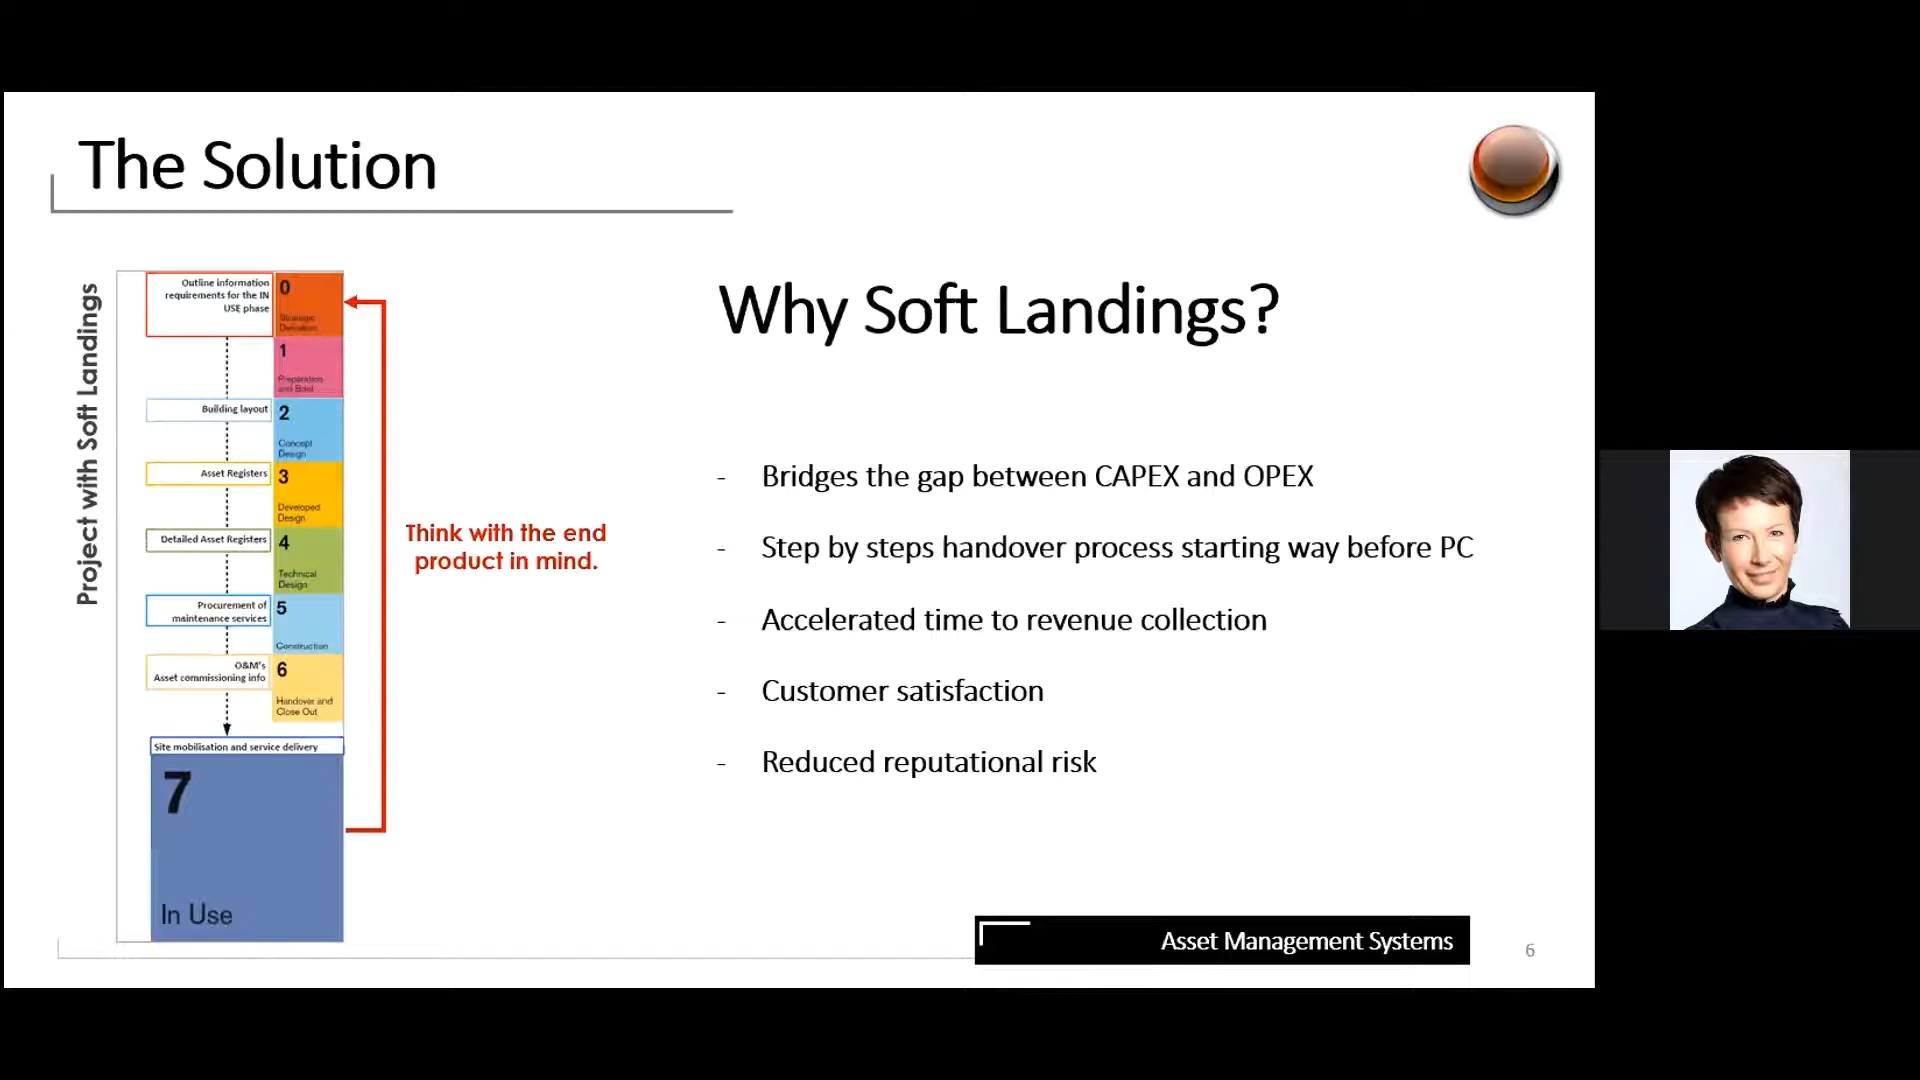 The Solution
Project with Soft Landings
Outline information
requirements for the IN
USE phase
0
Strategic
Definition
1
Preparation
and Brief
Building layout
2
Concept
Design
Asset Registers
3
Developed
Design
Detailed Asset Registers
4
Technical
Design
Procurement of
maintenance services
5
Construction
O&M's
Asset commissioning info
6
Handover and
Close Out
Site mobilisation and service delivery
7
In Use
Think with the end
product in mind.
Why Soft Landings?
- Bridges the gap between CAPEX and OPEX
- Step by steps handover process starting way before PC
- Accelerated time to revenue collection
- Customer satisfaction
- Reduced reputational risk
Asset Management Systems
6